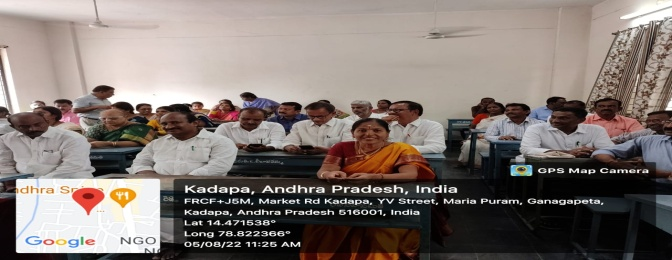 GPS Map Camera
Kadapa, Andhra Pradesh, India
FRCF+J5M, Market Rd Kadapa, YV Street, Maria Puram, Ganagapeta,
Kadapa, Andhra Pradesh 516001, India
Lat 14.471538°
Long 78.822366°
05/08/22 11:25 AM
Google
NGO